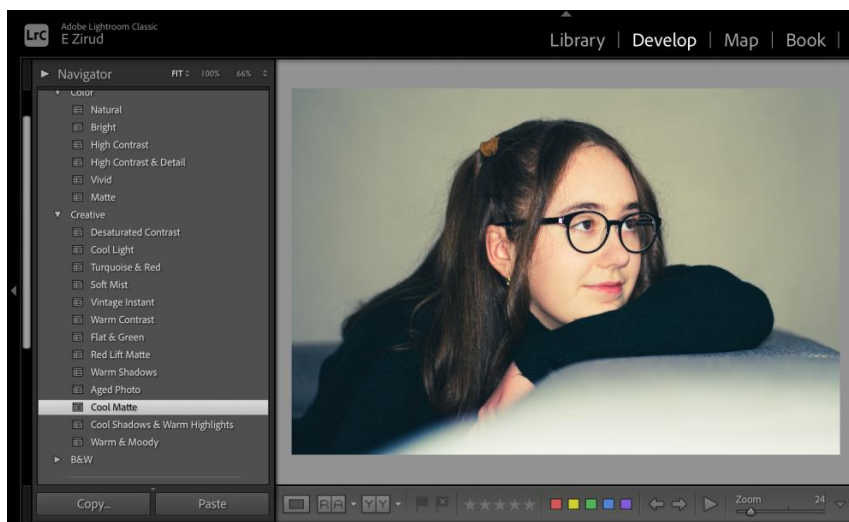 LrC
Adobe Lightroom Classic
E Zirud
Library | Develop | Map | Book |
Navigator FIT 100% 66%
Color
Natural
Bright
High Contrast
High Contrast & Detail
Vivid
Matte
Creative
Desaturated Contrast
Cool Light
Turquoise & Red
Soft Mist
Vintage Instant
Warm Contrast
Flat & Green
Red Lift Matte
Warm Shadows
Aged Photo
Cool Matte
Cool Shadows & Warm Highlights
Warm & Moody
B&W
Copy... Paste
RA YY
Zoom 24